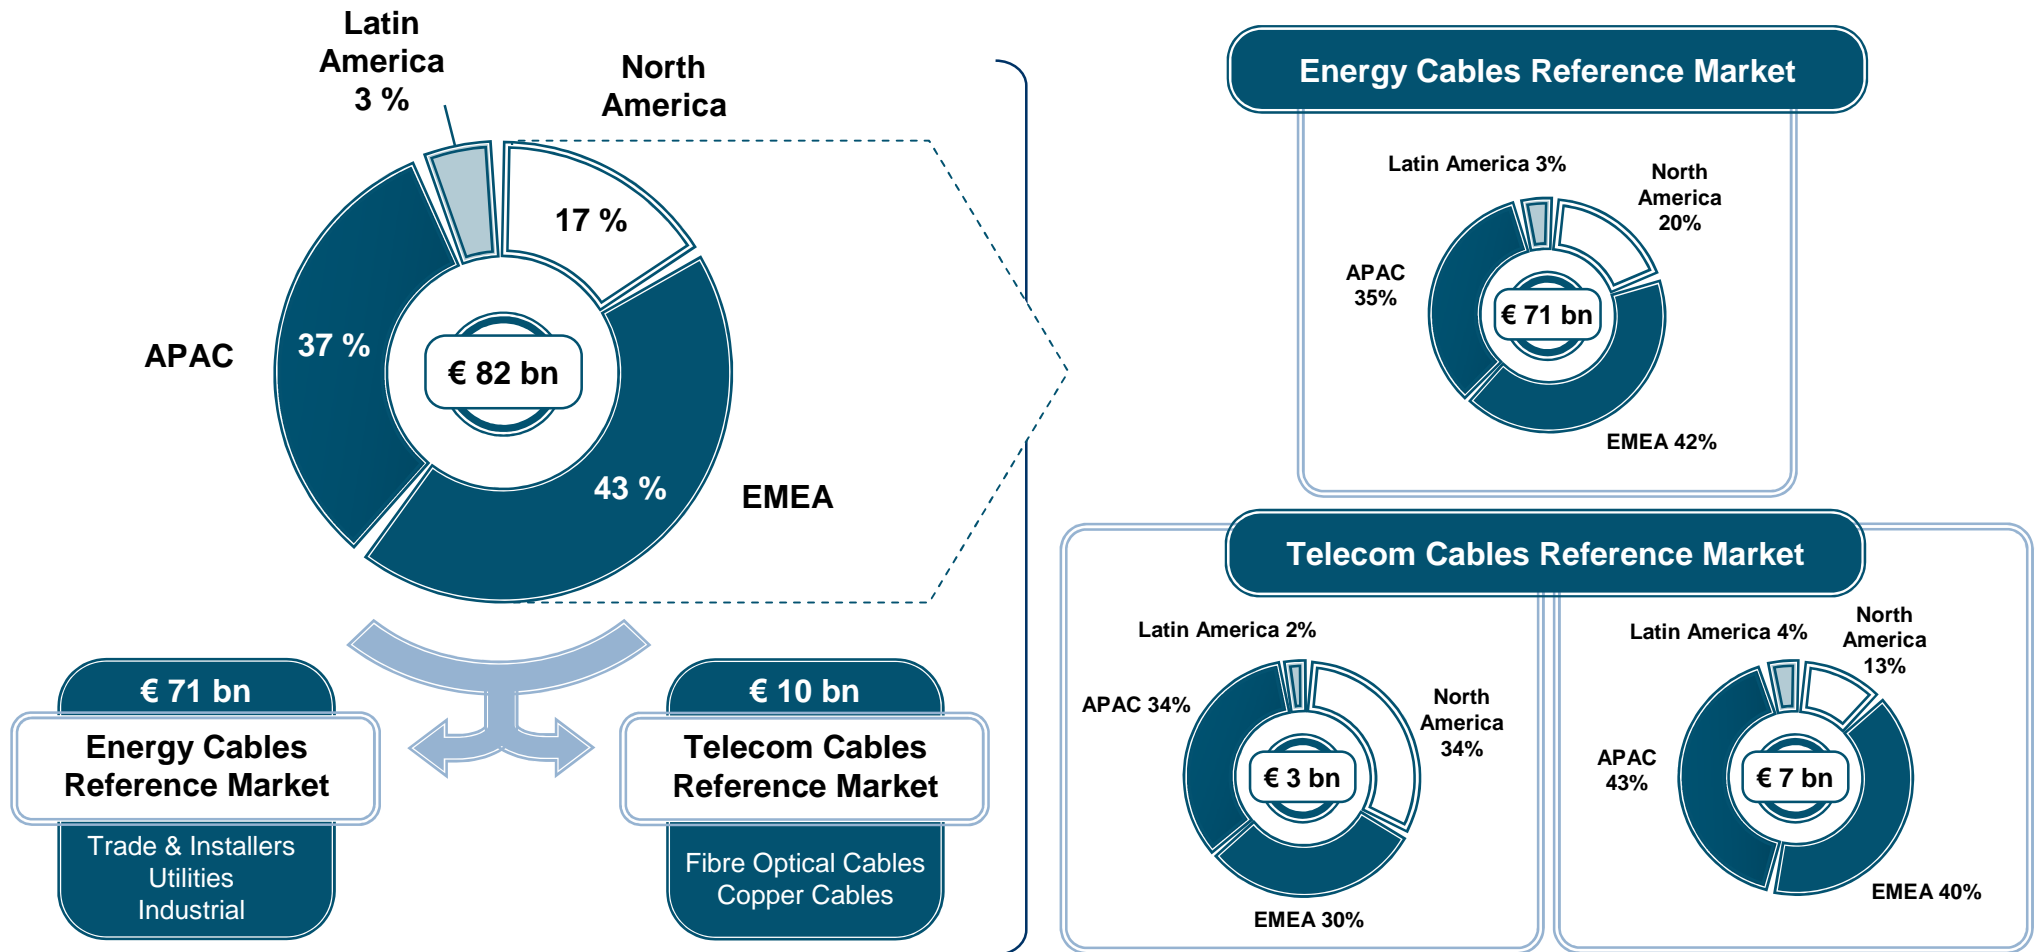 Latin
America
3 %
North
America
17 %
APAC
37 %
€ 82 bn
43 %
EMEA
€ 71 bn
Energy Cables
Reference Market
Trade & Installers
Utilities
Industrial
€ 10 bn
Telecom Cables
Reference Market
Fibre Optical Cables
Copper Cables
Energy Cables Reference Market
Latin America 3%
North
America
20%
APAC
35%
€ 71 bn
EMEA 42%
Telecom Cables Reference Market
Latin America 2%
APAC 34%
North
America
34%
€ 3 bn
EMEA 30%
Latin America 4%
North
America
13%
APAC
43%
€ 7 bn
EMEA 40%